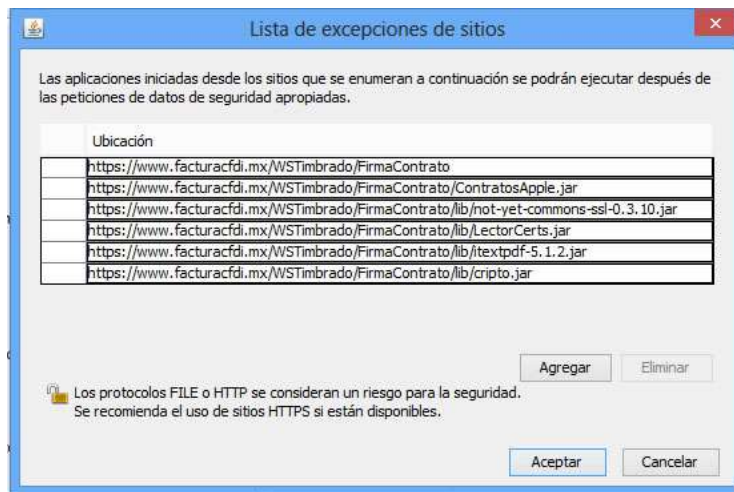 Lista de excepciones de sitios
Las aplicaciones iniciadas desde los sitios que se enumeran a continuación se podrán ejecutar después de
las peticiones de datos de seguridad apropiadas.
Ubicación
https://www.facturacfdi.mx/WSTimbrado/FirmaContrato
https://www.facturacfdi.mx/WSTimbrado/FirmaContrato/ContratosApple.jar
https://www.facturacfdi.mx/WSTimbrado/FirmaContrato/lib/not-yet-commons-ssl-0.3.10.jar
https://www.facturacfdi.mx/WSTimbrado/FirmaContrato/lib/LectorCerts.jar
https://www.facturacfdi.mx/WSTimbrado/FirmaContrato/lib/itextpdf-5.1.2.jar
https://www.facturacfdi.mx/WSTimbrado/FirmaContrato/lib/cripto.jar
Agregar
Eliminar
Los protocolos FILE o HTTP se consideran un riesgo para la seguridad.
Se recomienda el uso de sitios HTTPS si están disponibles.
Aceptar
Cancelar